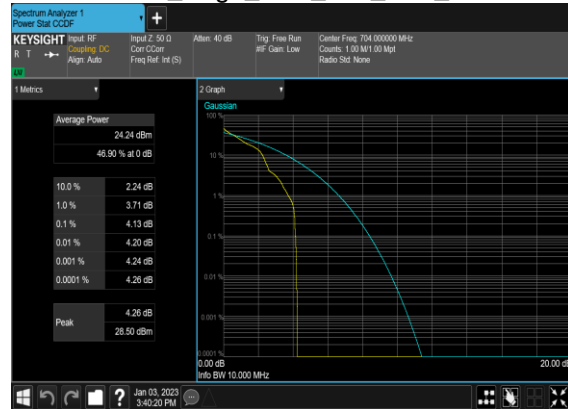 Spectrum Analyzer 1
Power Stat CCDF
+
KEYSIGHT
R T
LW
Input: RF
Coupling: DC
Align: Auto
Input Z: 50 Ω
Corr CCorr
Freq Ref: Int (S)
Atten: 40 dB
Trig: Free Run
#IF Gain: Low
Center Freq: 704.000000 MHz
Counts: 1.00 M/1.00 Mpt
Radio Std: None
1 Metrics
Average Power
24.24 dBm
46.90 % at 0 dB
10.0 % 2.24 dB
1.0 % 3.71 dB
0.1 % 4.13 dB
0.01 % 4.20 dB
0.001 % 4.24 dB
0.0001 % 4.26 dB
Peak
4.26 dB
28.50 dBm
2 Graph
Gaussian
100 %
10 %
1 %
0.1 %
0.01 %
0.001 %
0.0001 %
0.00 dB 20.00 dB
Info BW 10.000 MHz
?
Jan 03, 2023
3:40:20 PM